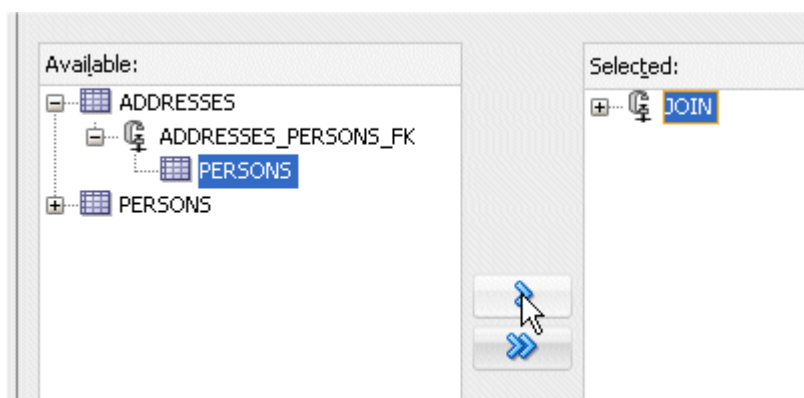 Available:
ADDRESSES
ADDRESSES_PERSONS_FK
PERSONS
PERSONS
Selected:
JOIN